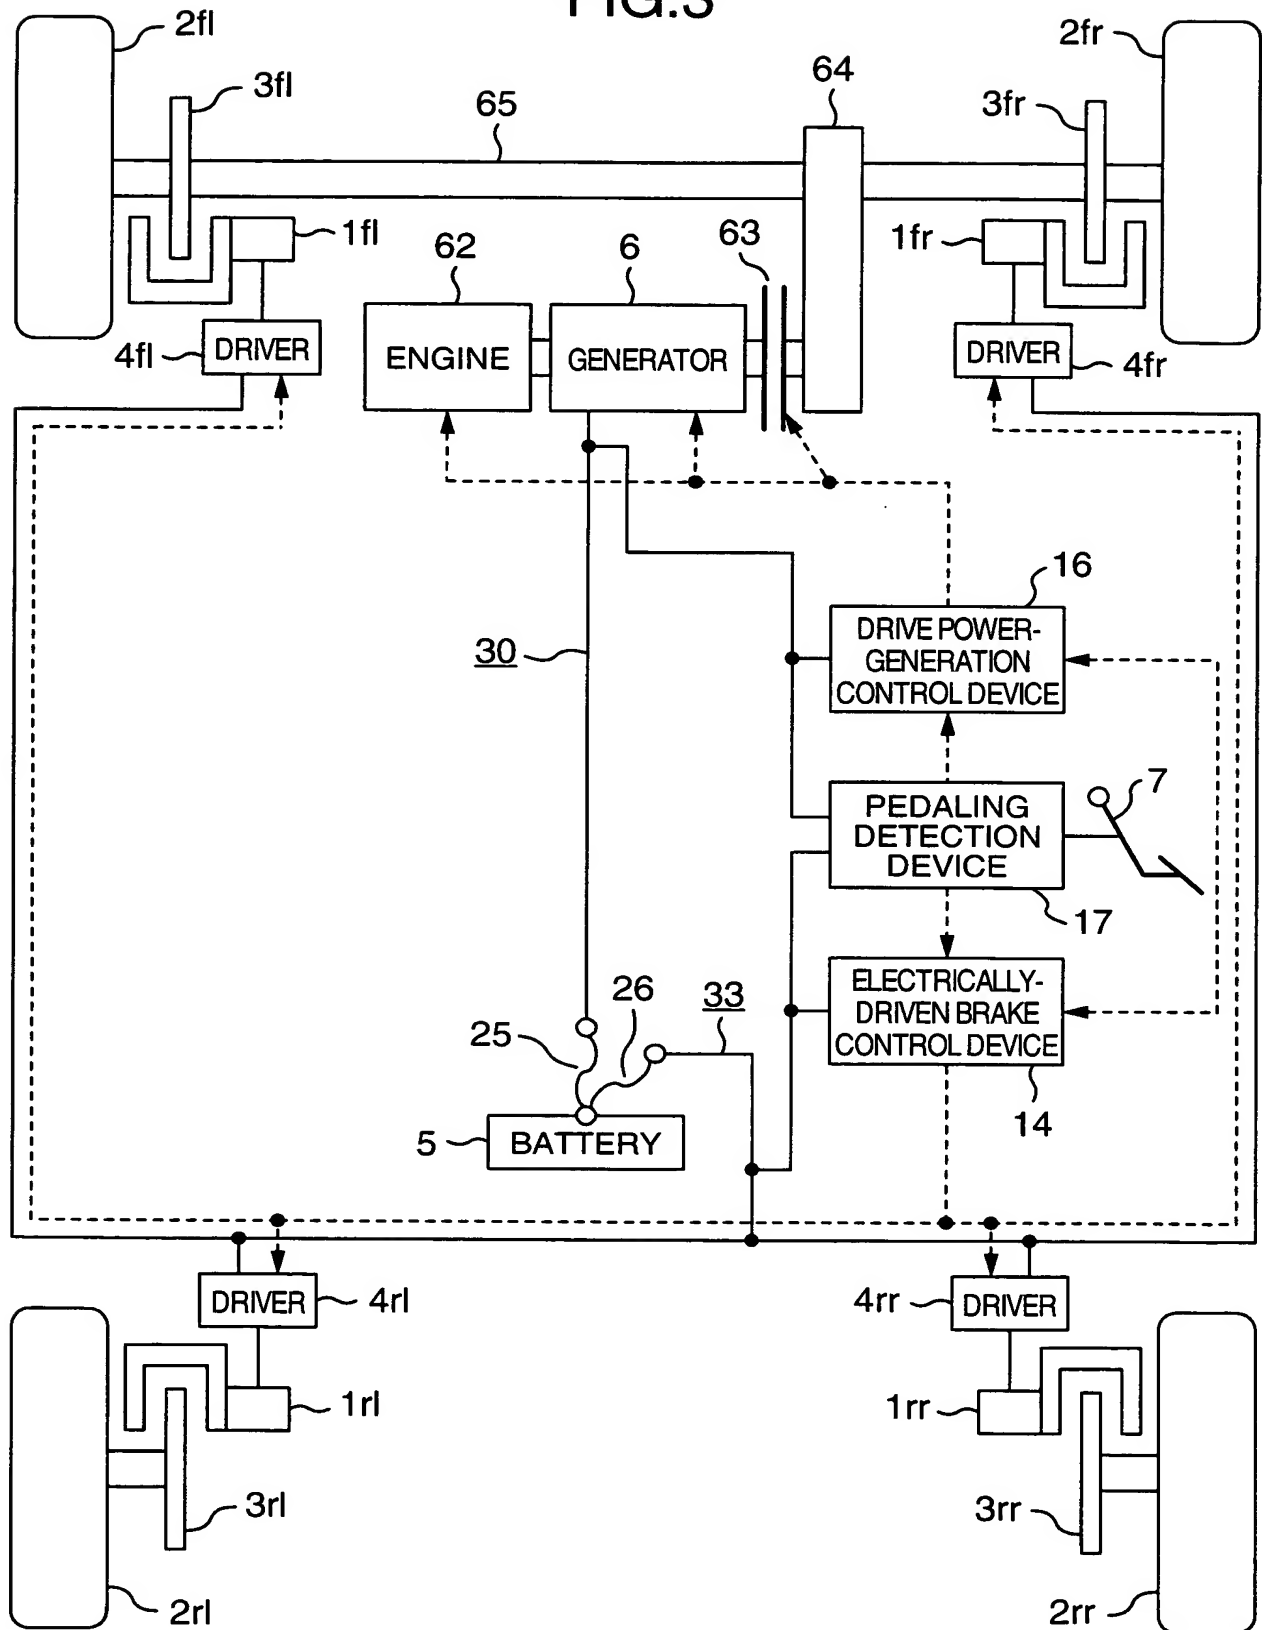 FIG.3
2fl
2fr
64
3fl
65
3fr
1fl
62
6
63
1fr
4fl
DRIVER
ENGINE
GENERATOR
DRIVER
4fr
16
30
DRIVE POWER-
GENERATION
CONTROL DEVICE
7
PEDALING
DETECTION
DEVICE
17
26
33
25
ELECTRICALLY-
DRIVEN BRAKE
CONTROL DEVICE
14
5
BATTERY
DRIVER
4rl
4rr
DRIVER
1rl
1rr
3rl
3rr
2rl
2rr